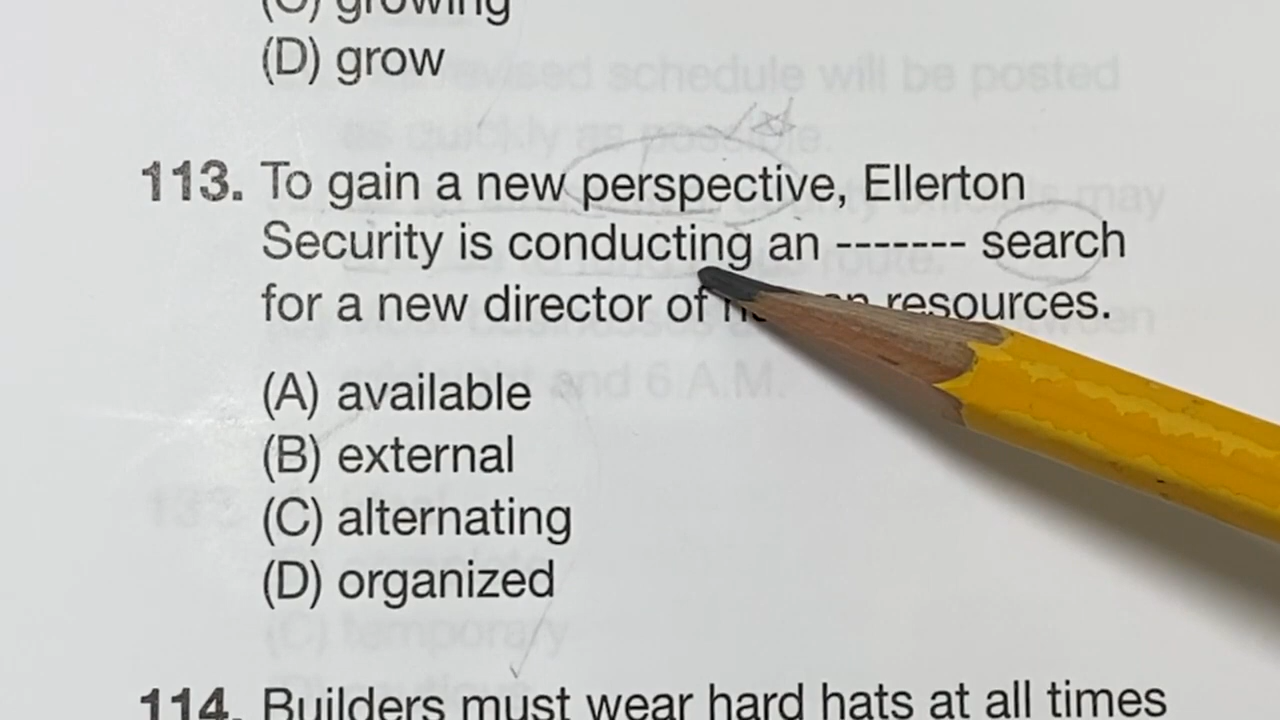 (C) growing
(D) grow
113. To gain a new perspective, Ellerton
Security is conducting an ------- search
for a new director of resources.
(A) available
(B) external
(C) alternating
(D) organized
114. Builders must wear hard hats at all times